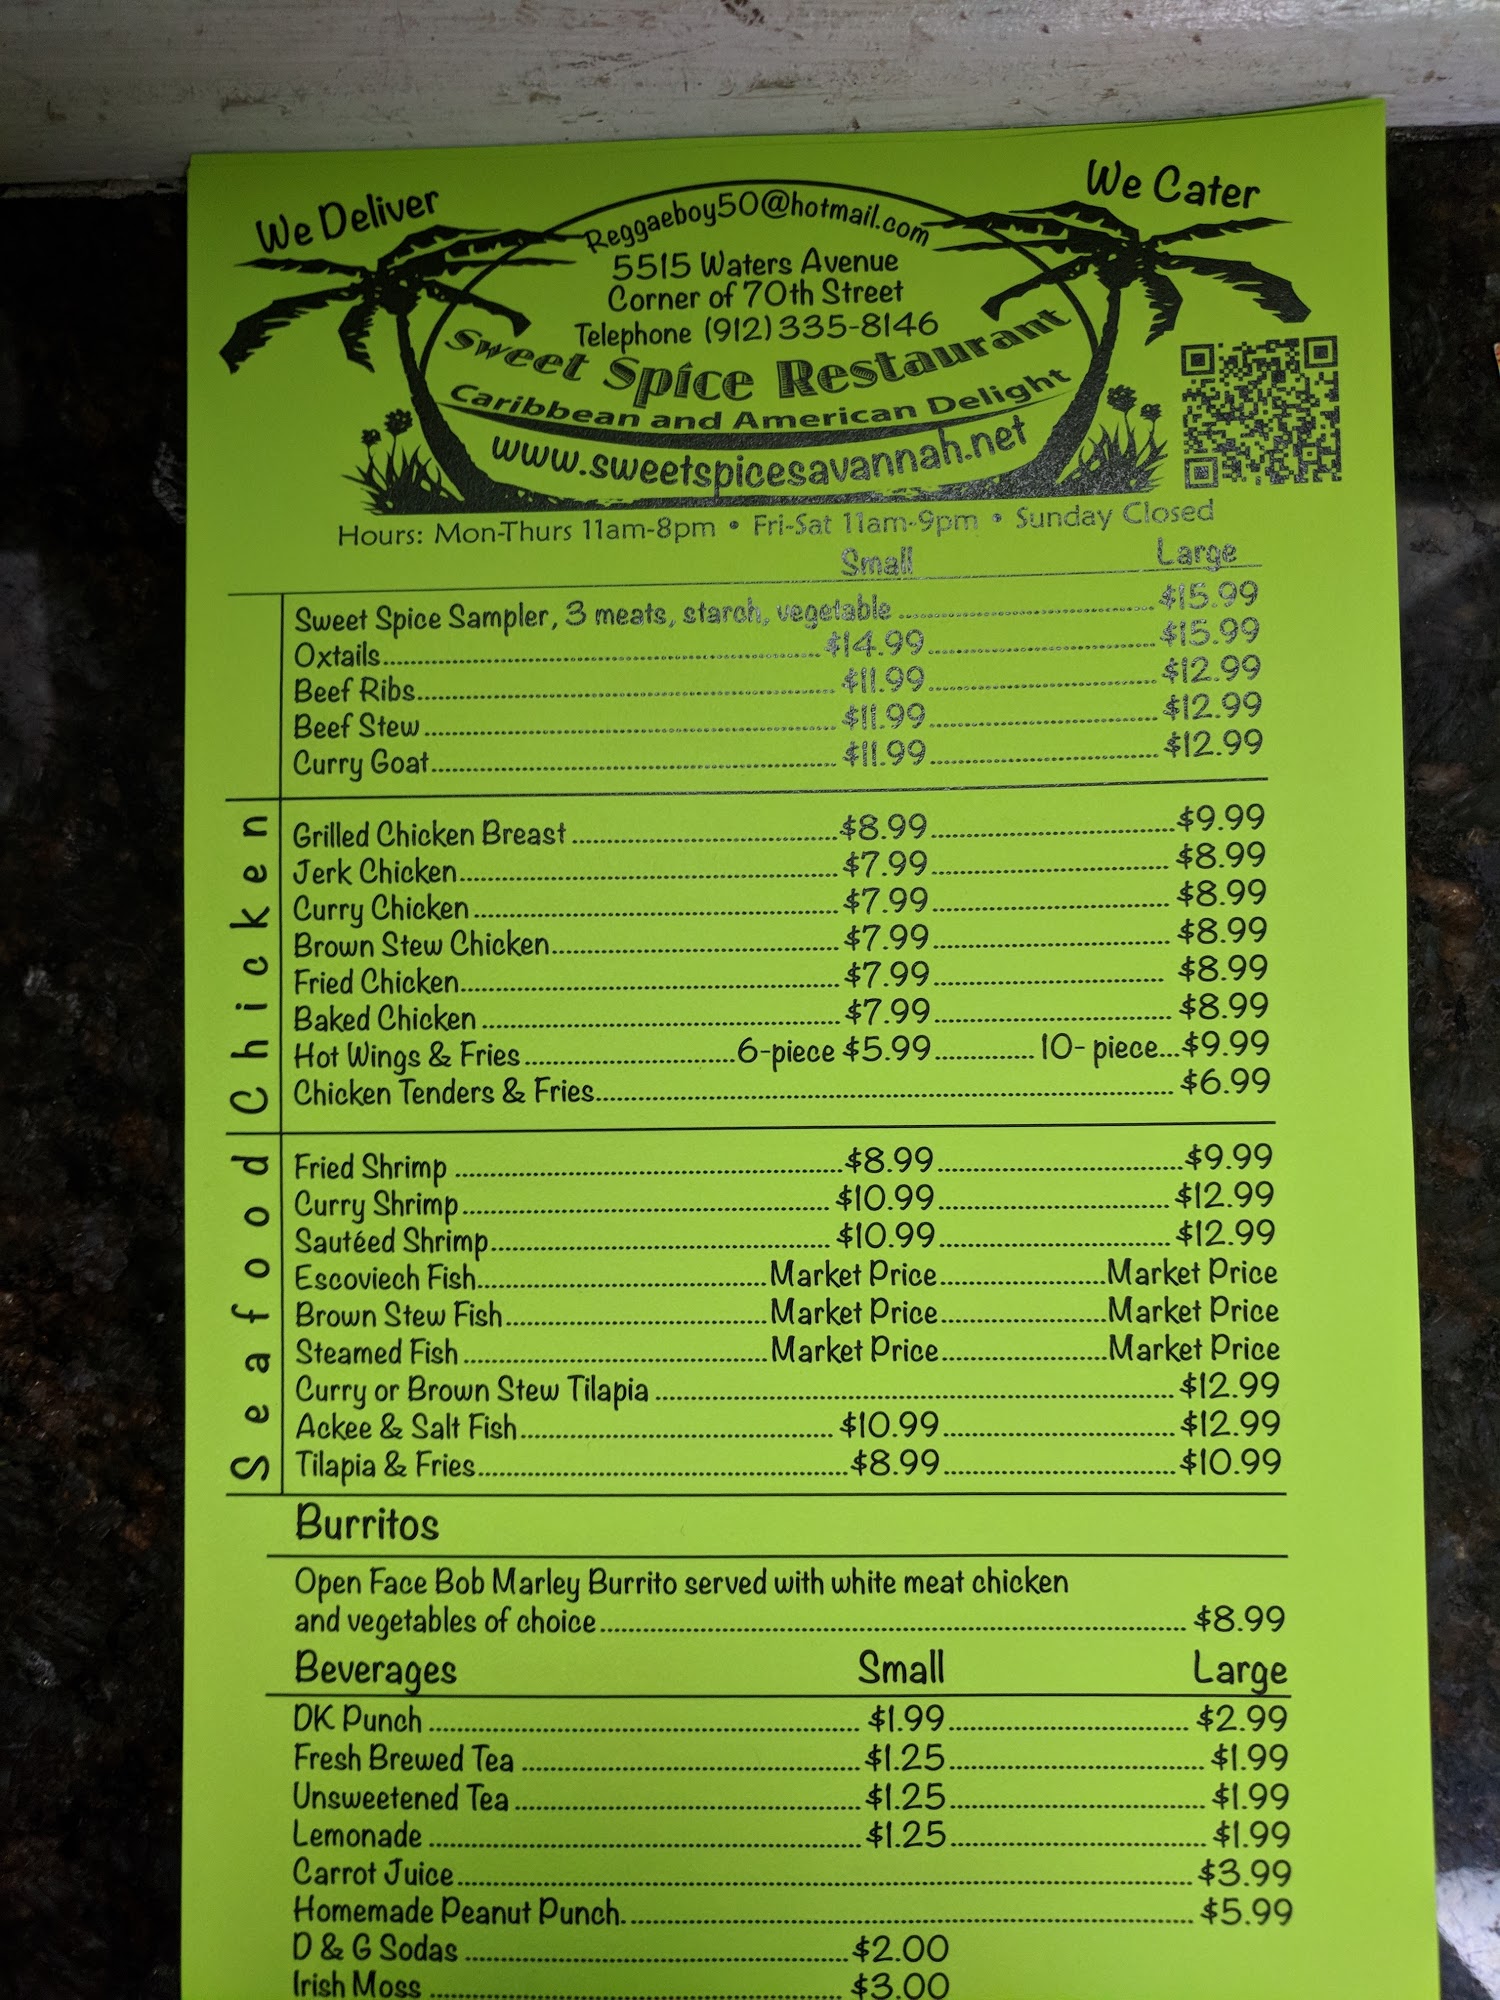 We Deliver
We Cater
Reggaeboy50@hotmail.com
5515 Waters Avenue
Corner of 70th Street
Telephone (912) 335-8146
Sweet Spice Restaurant
Caribbean and American Delight
www.sweetspicesavannah.net
Hours: Mon-Thurs 11am-8pm • Fri-Sat 11am-9pm • Sunday Closed
Small Large
Sweet Spice Sampler, 3 meats, starch, vegetable $15.99
Oxtails $14.99 $15.99
Beef Ribs $11.99 $12.99
Beef Stew $11.99 $12.99
Curry Goat $11.99 $12.99
Chicken
Grilled Chicken Breast $8.99 $9.99
Jerk Chicken $7.99 $8.99
Curry Chicken $7.99 $8.99
Brown Stew Chicken $7.99 $8.99
Fried Chicken $7.99 $8.99
Baked Chicken $7.99 $8.99
Hot Wings & Fries 6-piece $5.99 10- piece $9.99
Chicken Tenders & Fries $6.99
Seafood
Fried Shrimp $8.99 $9.99
Curry Shrimp $10.99 $12.99
Sautéed Shrimp $10.99 $12.99
Escoviech Fish Market Price Market Price
Brown Stew Fish Market Price Market Price
Steamed Fish Market Price Market Price
Curry or Brown Stew Tilapia $12.99
Ackee & Salt Fish $10.99 $12.99
Tilapia & Fries $8.99 $10.99
Burritos
Open Face Bob Marley Burrito served with white meat chicken
and vegetables of choice $8.99
Beverages Small Large
DK Punch $1.99 $2.99
Fresh Brewed Tea $1.25 $1.99
Unsweetened Tea $1.25 $1.99
Lemonade $1.25 $1.99
Carrot Juice $3.99
Homemade Peanut Punch. $5.99
D & G Sodas $2.00
Irish Moss $3.00